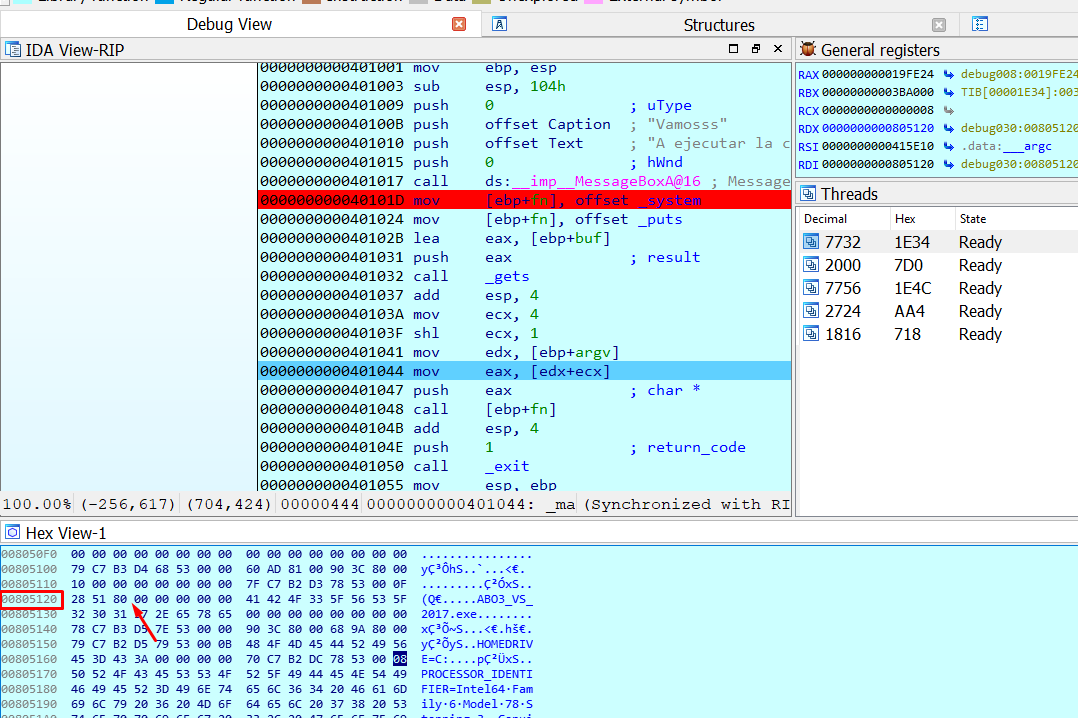 Debug View
Structures
IDA View-RIP
General registers
0000000000401001 mov ebp, esp
0000000000401003 sub esp, 104h
0000000000401009 push 0 ; uType
000000000040100B push offset Caption ; "Vamosss"
0000000000401010 push offset Text ; "A ejecutar la c
0000000000401015 push 0 ; hWnd
0000000000401017 call ds:__imp__MessageBoxA@16 ; Message
000000000040101D mov [ebp+fn], offset _system
0000000000401024 mov [ebp+fn], offset _puts
000000000040102B lea eax, [ebp+buf]
0000000000401031 push eax ; result
0000000000401032 call _gets
0000000000401037 add esp, 4
000000000040103A mov ecx, 4
000000000040103F shl ecx, 1
0000000000401041 mov edx, [ebp+argv]
0000000000401044 mov eax, [edx+ecx]
0000000000401047 push eax ; char *
0000000000401048 call [ebp+fn]
000000000040104B add esp, 4
000000000040104E push 1 ; return_code
0000000000401050 call _exit
0000000000401055 mov esp, ebp
100.00% (-256,617) (704,424) 00000444 0000000000401044: _ma (Synchronized with RI
RAX 000000000019FE24 debug008:0019FE24
RBX 00000000003BA000 TIB[00001E34]:003
RCX 0000000000000008
RDX 0000000000805120 debug030:00805120
RSI 0000000000415E10 .data:___argc
RDI 0000000000805120 debug030:00805120
Threads
Decimal Hex State
7732 1E34 Ready
2000 7D0 Ready
7756 1E4C Ready
2724 AA4 Ready
1816 718 Ready
Hex View-1
008050F0 00 00 00 00 00 00 00 00 00 00 00 00 00 00 00 00 ................
00805100 79 C7 B3 D4 68 53 00 00 60 AD 81 00 90 3C 80 00 yÇ³ÔhS..`...<€.
00805110 10 00 00 00 00 00 00 00 7F C7 B2 D3 78 53 00 0F .........Ç²ÓxS..
00805120 28 51 80 00 00 00 00 00 41 42 4F 33 5F 56 53 5F (Q€.....ABO3_VS_
00805130 32 30 31 7 2E 65 78 65 00 00 00 00 00 00 00 00 2017.exe........
00805140 78 C7 B3 D5 7E 53 00 00 90 3C 80 00 68 9A 80 00 xÇ³Õ~S...<€.hš€.
00805150 79 C7 B2 D5 79 53 00 0B 48 4F 4D 45 44 52 49 56 yÇ²ÕyS..HOMEDRIV
00805160 45 3D 43 3A 00 00 00 00 70 C7 B2 DC 78 53 00 08 E=C:....pÇ²ÜxS..
00805170 50 52 4F 43 45 53 53 4F 52 5F 49 44 45 4E 54 49 PROCESSOR_IDENTI
00805180 46 49 45 52 3D 49 6E 74 65 6C 36 34 20 46 61 6D FIER=Intel64·Fam
00805190 69 6C 79 20 36 20 4D 6F 64 65 6C 20 37 38 20 53 ily·6·Model·78·S